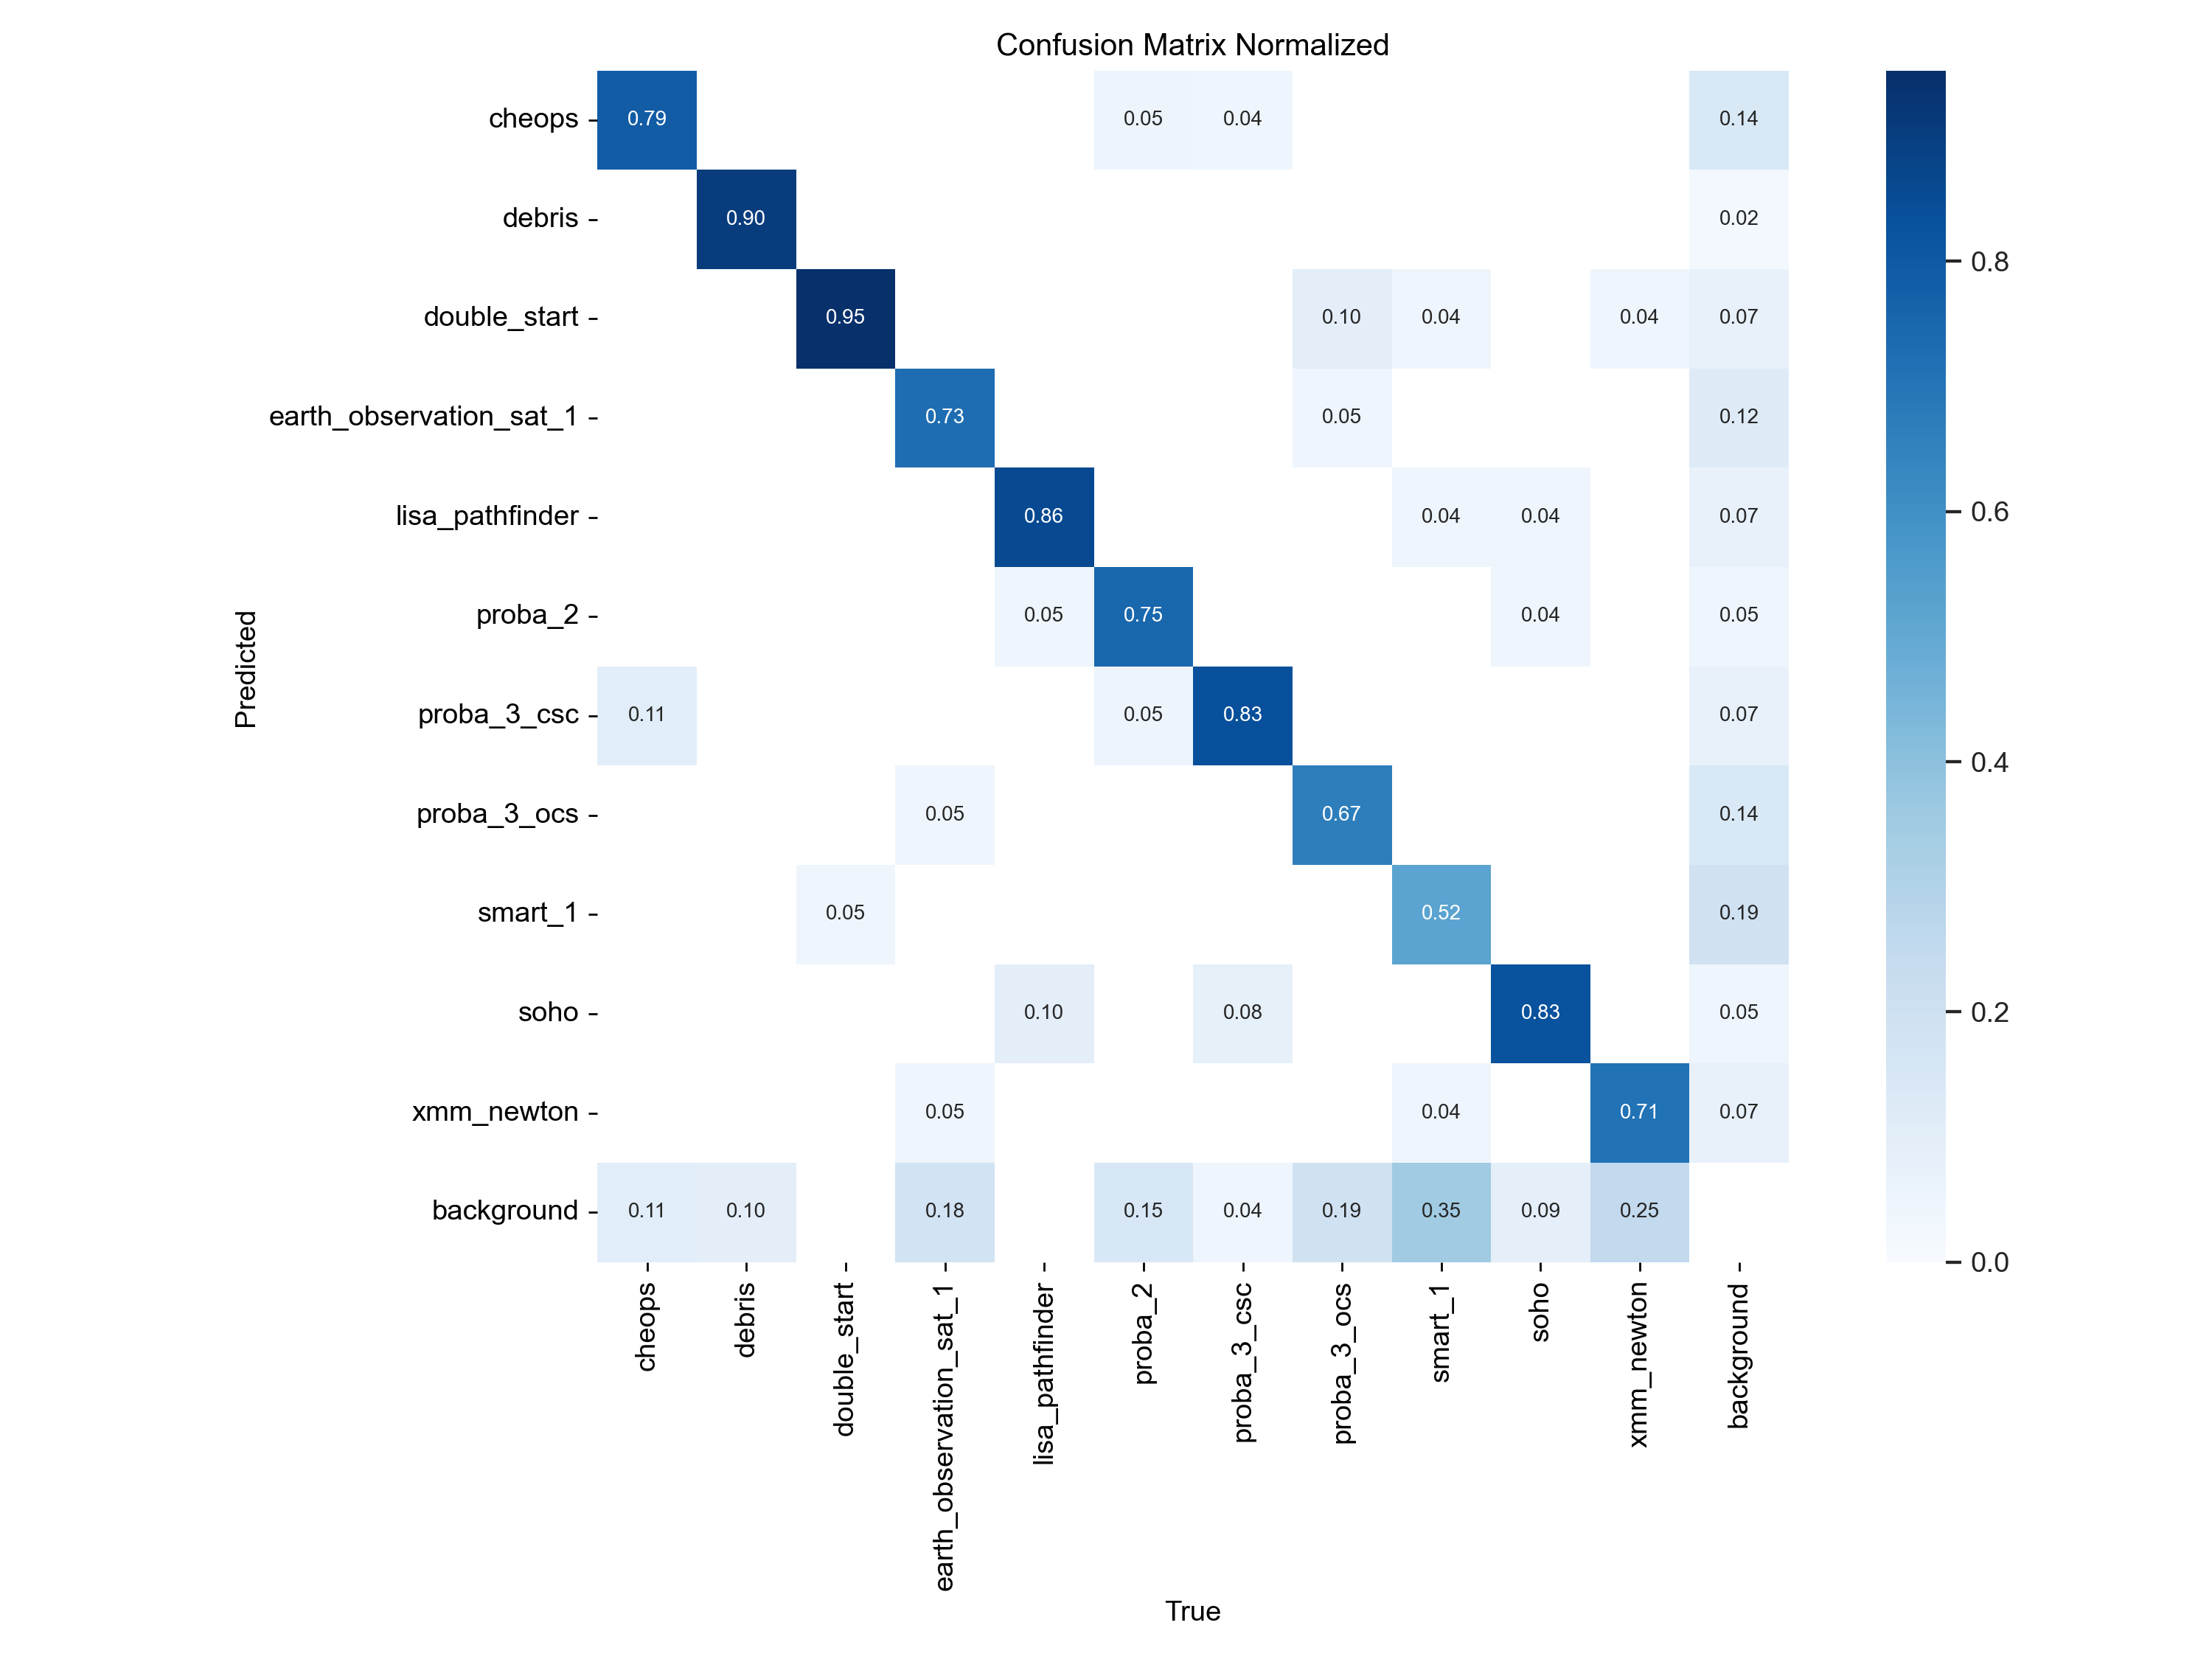 Confusion Matrix Normalized
cheops 0.79 0.05 0.04 0.14
debris 0.90 0.02
double_start 0.95 0.10 0.04 0.04 0.07
earth_observation_sat_1 0.73 0.05 0.12
lisa_pathfinder 0.86 0.04 0.04 0.07
proba_2 0.05 0.75 0.04 0.05
proba_3_csc 0.11 0.05 0.83 0.07
proba_3_ocs 0.05 0.67 0.14
smart_1 0.05 0.52 0.19
soho 0.10 0.08 0.83 0.05
xmm_newton 0.05 0.04 0.71 0.07
background 0.11 0.10 0.18 0.15 0.04 0.19 0.35 0.09 0.25
Predicted
cheops
debris
double_start
earth_observation_sat_1
lisa_pathfinder
proba_2
proba_3_csc
proba_3_ocs
smart_1
soho
xmm_newton
background
True
0.8
0.6
0.4
0.2
0.0